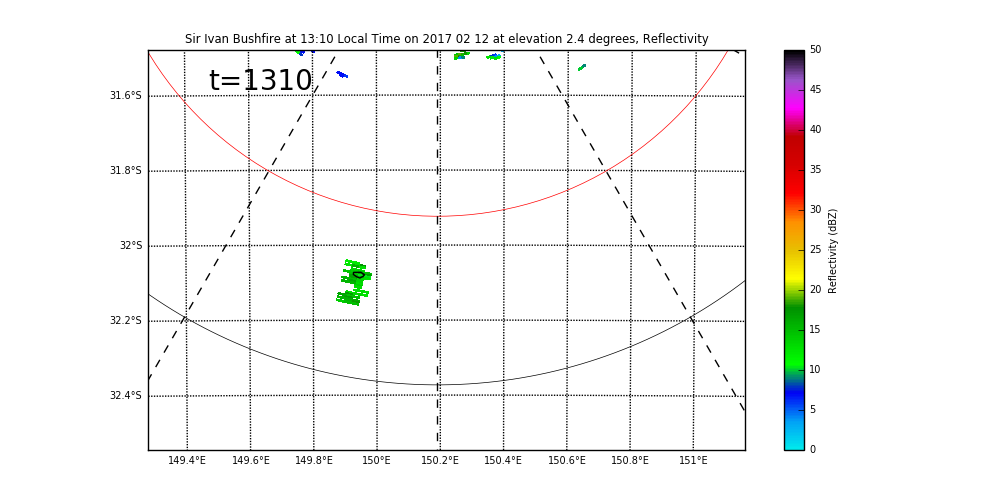 Sir Ivan Bushfire at 13:10 Local Time on 2017 02 12 at elevation 2.4 degrees, Reflectivity
t=1310
31.6°S
31.8°S
32°S
32.2°S
32.4°S
149.4°E 149.6°E 149.8°E 150°E 150.2°E 150.4°E 150.6°E 150.8°E 151°E
50
45
40
35
30
25
20
15
10
5
0
Reflectivity (dBZ)